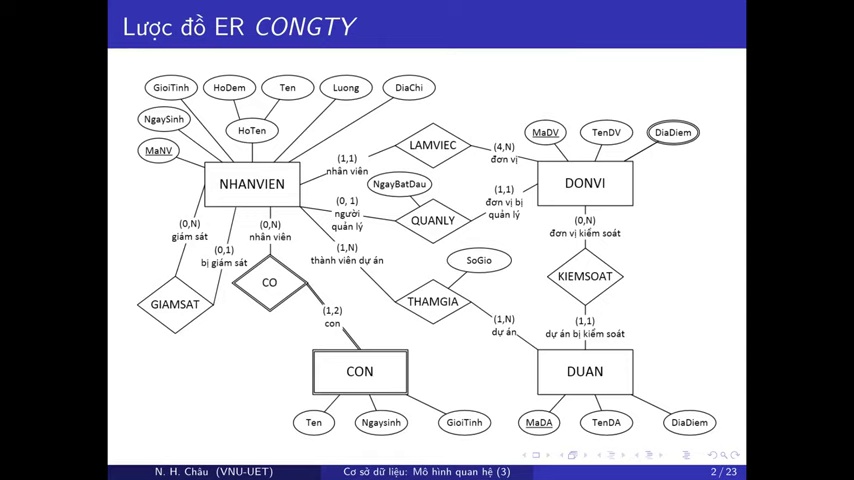 Lược đồ ER CONGTY
GioiTinh
HoDem
Ten
Luong
DiaChi
NgaySinh
HoTen
MaNV
LAMVIEC
MaDV
TenDV
DiaDiem
(1,1)
nhân viên
(4,N)
đơn vị
NHANVIEN
NgayBatDau
DONVI
(0, 1)
người
quản lý
QUANLY
(1,1)
đơn vị bị
quản lý
(0,N)
giám sát
(0,1)
bị giám sát
(0,N)
nhân viên
(1,N)
thành viên dự án
(0,N)
đơn vị kiểm soát
SoGio
CO
KIEMSOAT
GIAMSAT
THAMGIA
(1,2)
con
(1,N)
dự án
(1,1)
dự án bị kiểm soát
CON
DUAN
Ten
Ngaysinh
GioiTinh
MaDA
TenDA
DiaDiem
N. H. Châu (VNU-UET)
Cơ sở dữ liệu: Mô hình quan hệ (3)
2 / 23